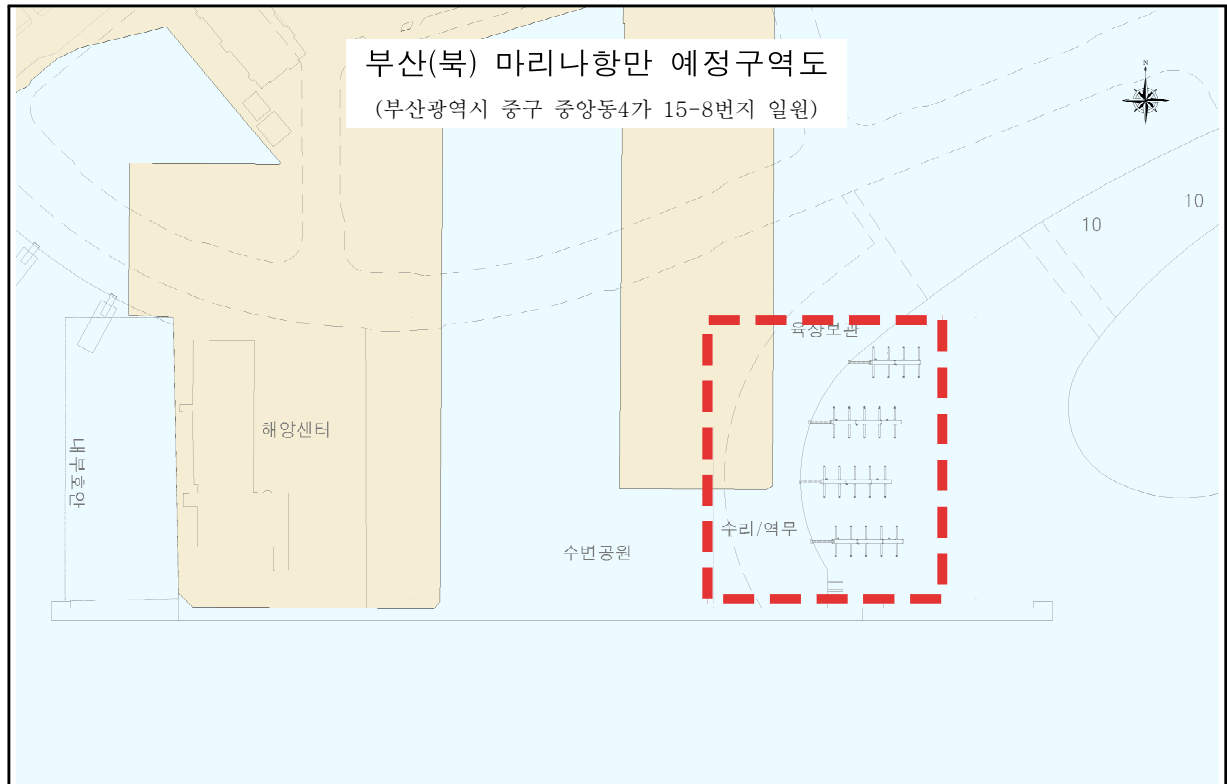 부산(북) 마리나항만 예정구역도
(부산광역시 중구 중앙동4가 15-8번지 일원)
N
10
10
육상보관
해양센터
내부호안
수리/역무
수변공원